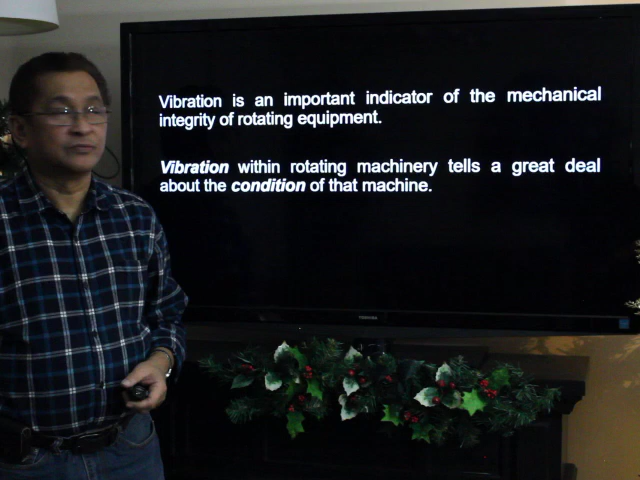 Vibration is an important indicator of the mechanical
integrity of rotating equipment.
Vibration within rotating machinery tells a great deal
about the condition of that machine.
TOSHIBA